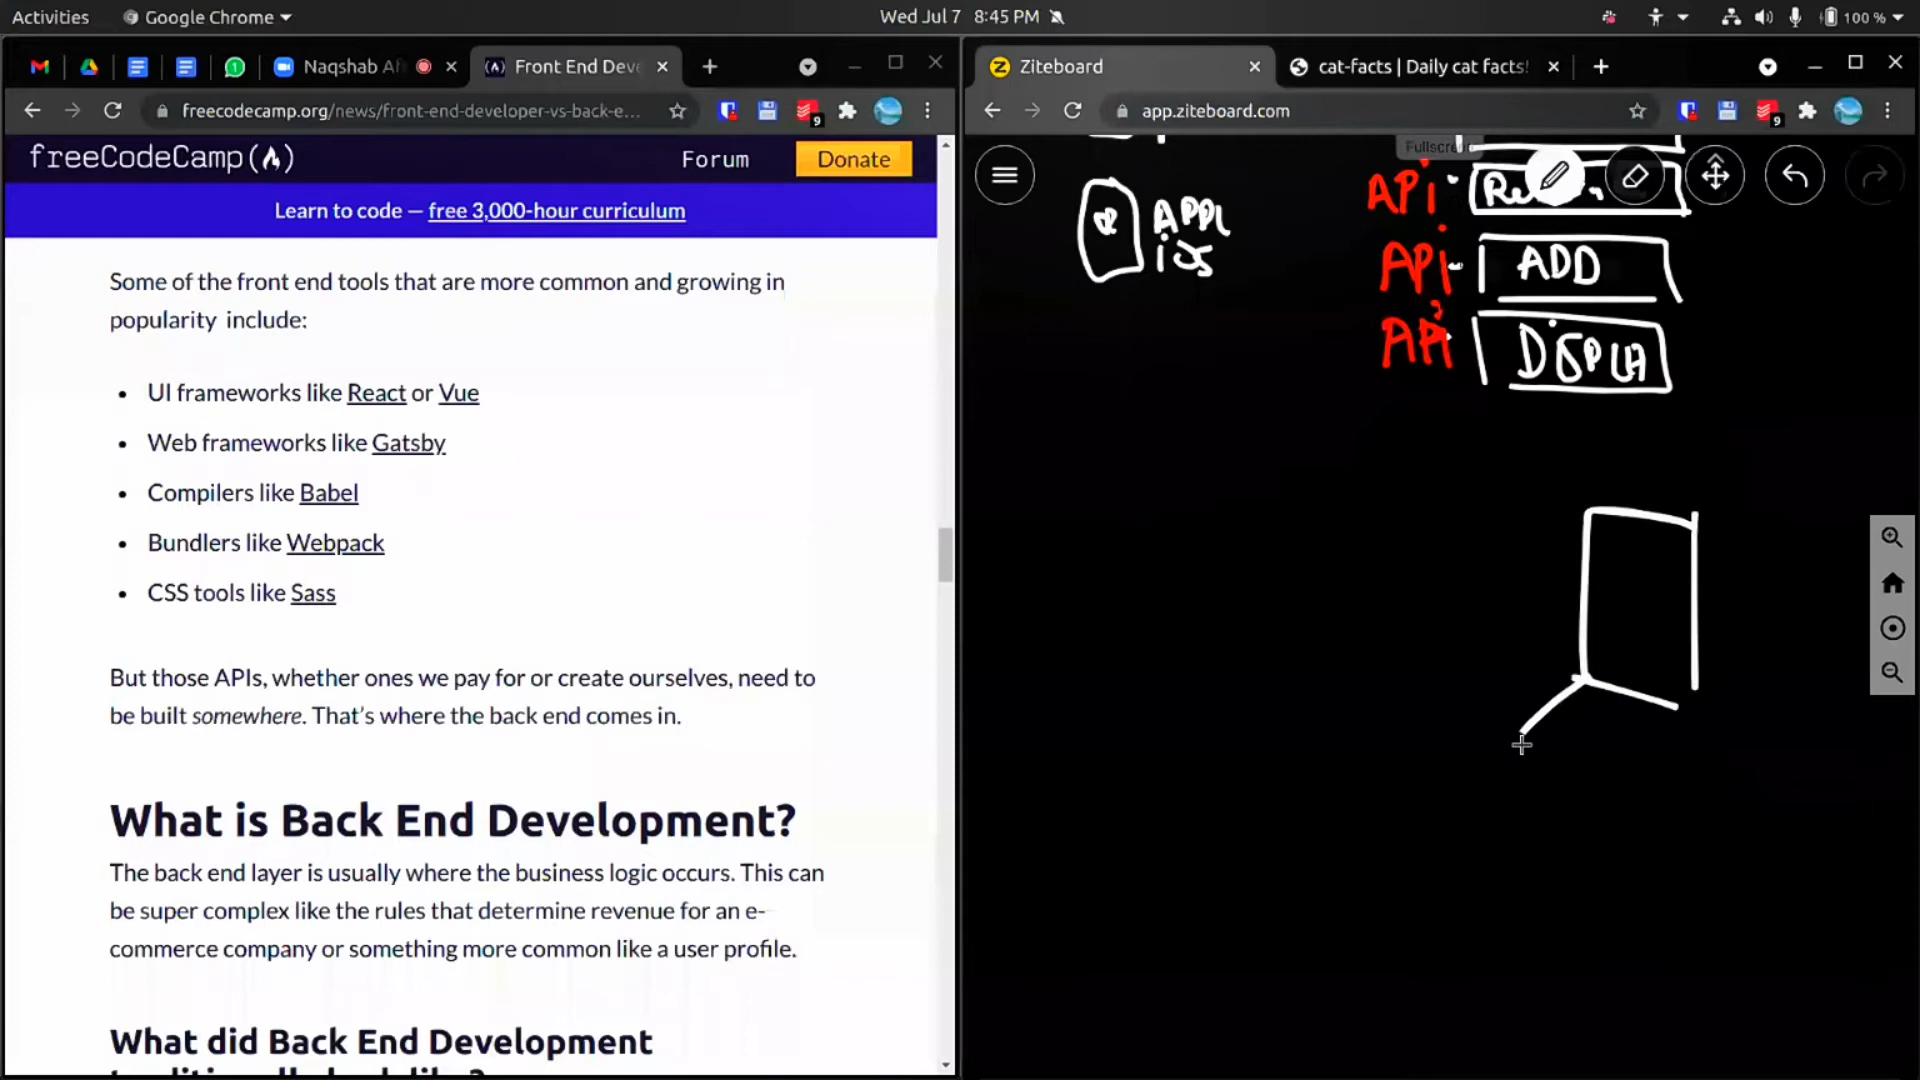 Activities
Google Chrome
Wed Jul 7 8:45 PM
100 %
Naqshab Af
Front End Deve
freecodecamp.org/news/front-end-developer-vs-back-e...
9
freeCodeCamp
Forum
Donate
Learn to code — free 3,000-hour curriculum
Some of the front end tools that are more common and growing in
popularity include:
• UI frameworks like React or Vue
• Web frameworks like Gatsby
• Compilers like Babel
• Bundlers like Webpack
• CSS tools like Sass
But those APIs, whether ones we pay for or create ourselves, need to
be built somewhere. That's where the back end comes in.
What is Back End Development?
The back end layer is usually where the business logic occurs. This can
be super complex like the rules that determine revenue for an e-
commerce company or something more common like a user profile.
What did Back End Development
Ziteboard
cat-facts | Daily cat facts!
app.ziteboard.com
9
Fullscreen
APi
APi ADD
DISPLA
APPL